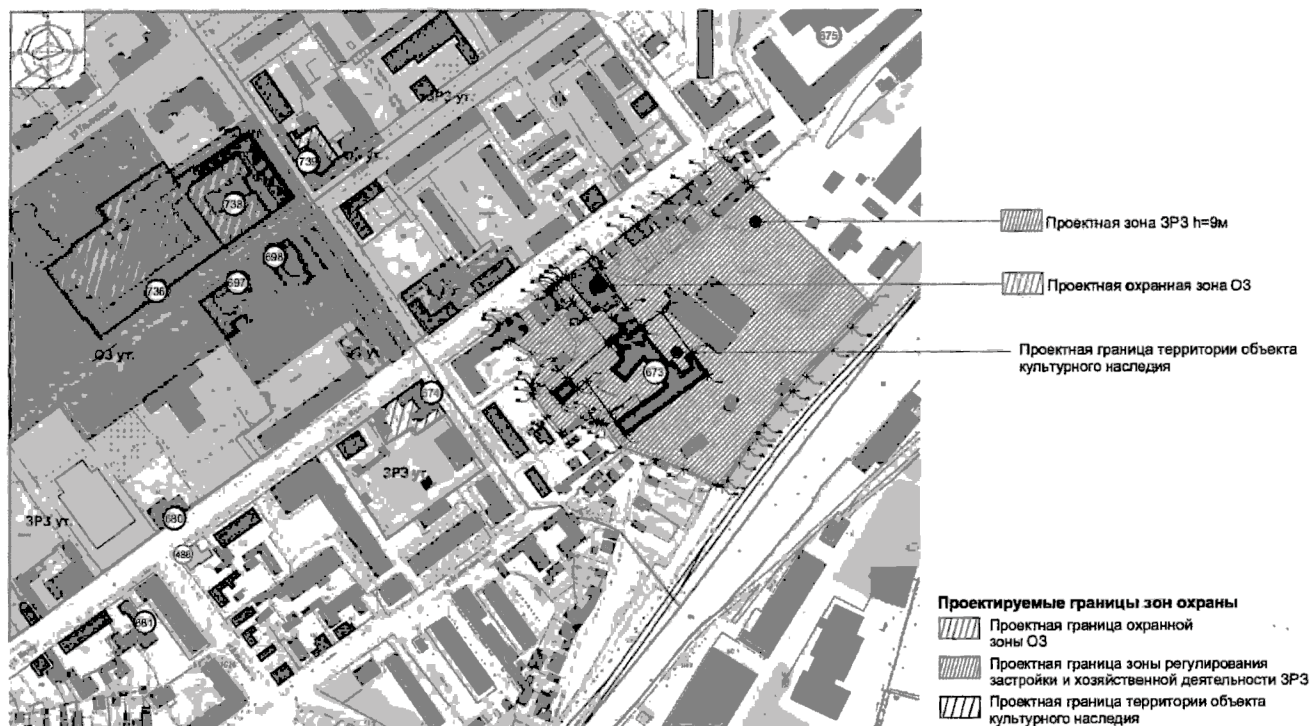 675
ЗРЗ ут.
739
738
698
697
736
ОЗ ут.
673
674
ЗРЗ ут.
ЗРЗ ут.
680
488
681
Проектная зона ЗРЗ h=9м
Проектная охранная зона ОЗ
Проектная граница территории объекта
культурного наследия
Проектируемые границы зон охраны
Проектная граница охранной
зоны ОЗ
Проектная граница зоны регулирования
застройки и хозяйственной деятельности ЗРЗ
Проектная граница территории объекта
культурного наследия